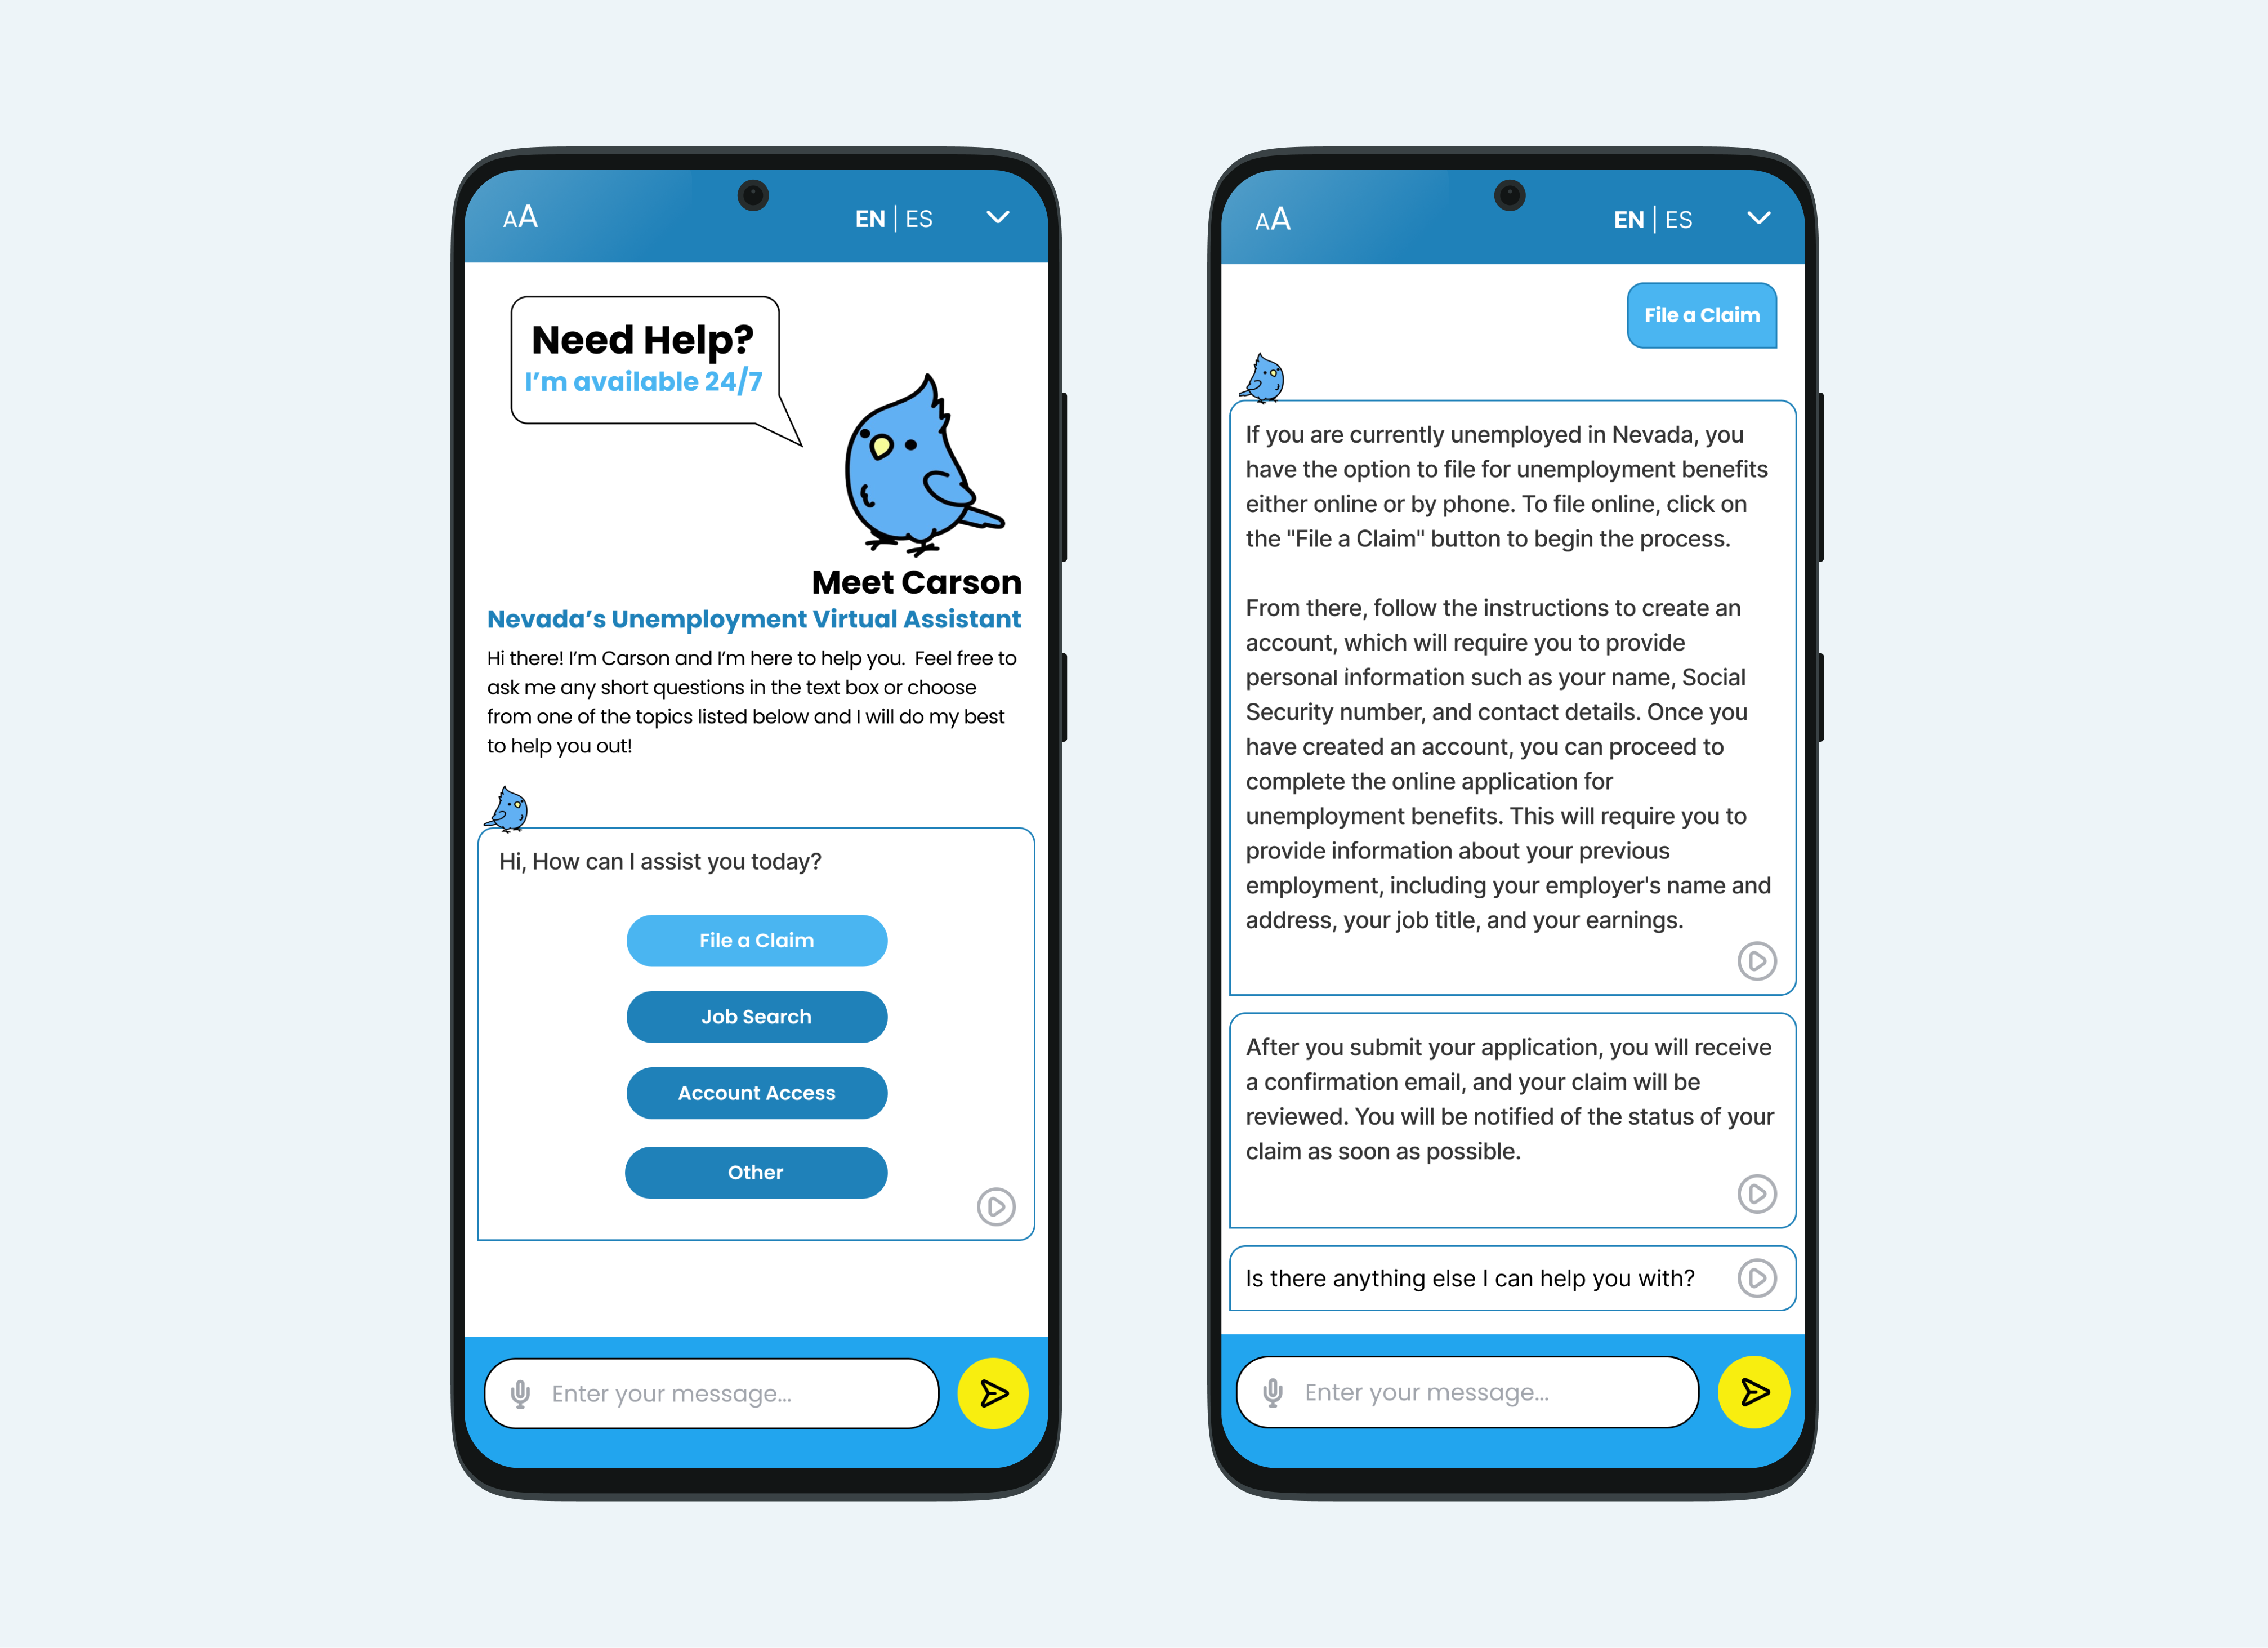 AA
EN | ES
Need Help?
I’m available 24/7
Meet Carson
Nevada’s Unemployment Virtual Assistant
Hi there! I’m Carson and I’m here to help you.  Feel free to
ask me any short questions in the text box or choose
from one of the topics listed below and I will do my best
to help you out!
Hi, How can I assist you today?
File a Claim
Job Search
Account Access
Other
Enter your message...
AA
EN | ES
File a Claim
If you are currently unemployed in Nevada, you
have the option to file for unemployment benefits
either online or by phone. To file online, click on
the "File a Claim" button to begin the process.
From there, follow the instructions to create an
account, which will require you to provide
personal information such as your name, Social
Security number, and contact details. Once you
have created an account, you can proceed to
complete the online application for
unemployment benefits. This will require you to
provide information about your previous
employment, including your employer's name and
address, your job title, and your earnings.
After you submit your application, you will receive
a confirmation email, and your claim will be
reviewed. You will be notified of the status of your
claim as soon as possible.
Is there anything else I can help you with?
Enter your message...